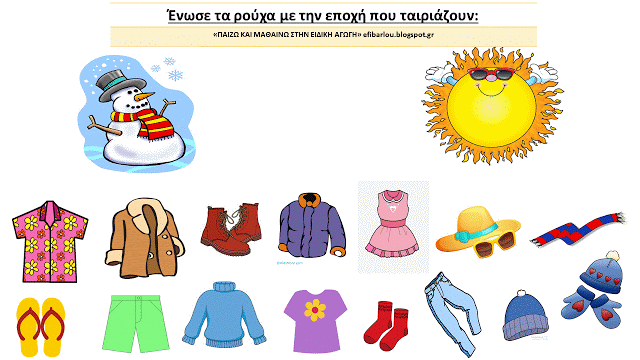 Ένωσε τα ρούχα με την εποχή που ταιριάζουν:
«ΠΑΙΖΩ ΚΑΙ ΜΑΘΑΙΝΩ ΣΤΗΝ ΕΙΔΙΚΗ ΑΓΩΓΗ» efibarlou.blogspot.gr